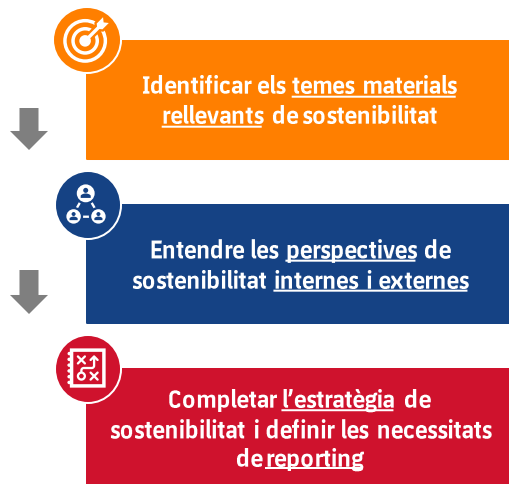 Identificar els temes materials
rellevants de sostenibilitat
Entendre les perspectives de
sostenibilitat internes i externes
Completar l'estratègia de
sostenibilitat i definir les necessitats
de reporting